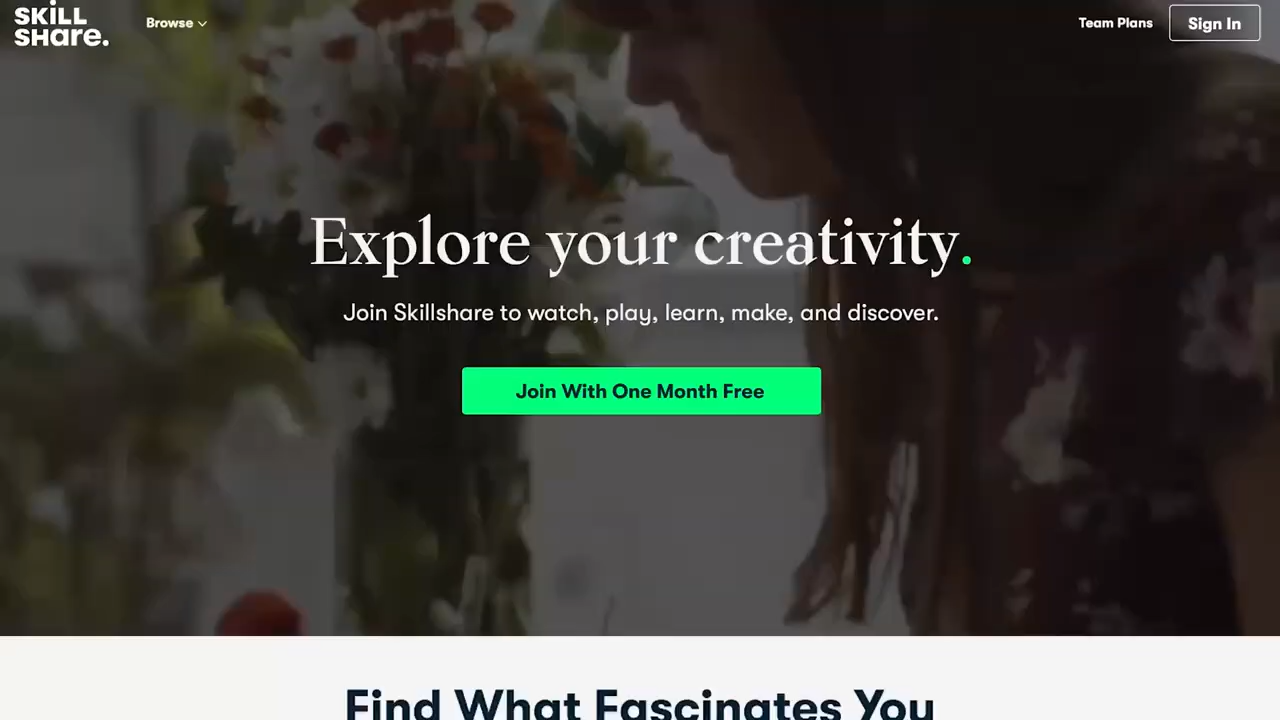 SKiLL
SHare.
Browse
Team Plans
Sign In
Explore your creativity.
Join Skillshare to watch, play, learn, make, and discover.
Join With One Month Free
Find What Fascinates You